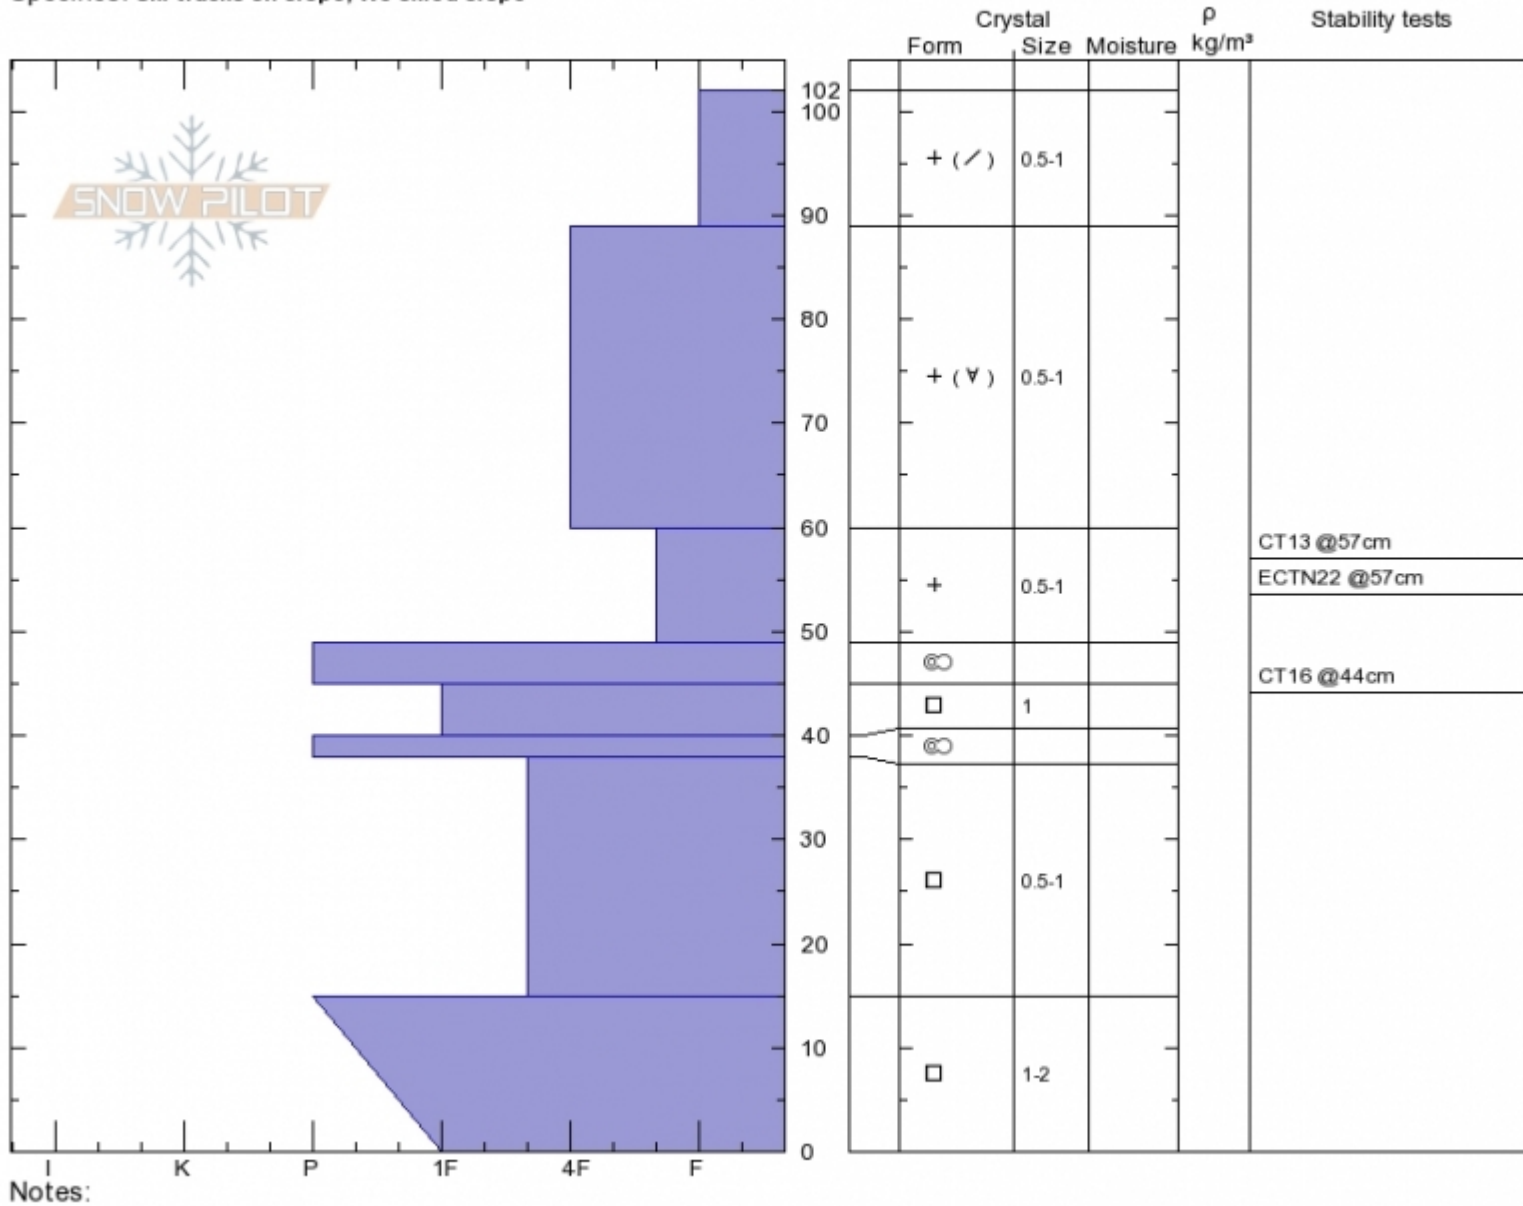 Crystal ρ Stability tests
Form Size Moisture kg/m³
SNOW PILOT
102
100
+ (/) 0.5-1
90
80
+ (∀) 0.5-1
70
60
CT13 @57cm
ECTN22 @57cm
+ 0.5-1
50
CT16 @44cm
1
40
30
0.5-1
20
10
1-2
0
I K P 1F 4F F
Notes: